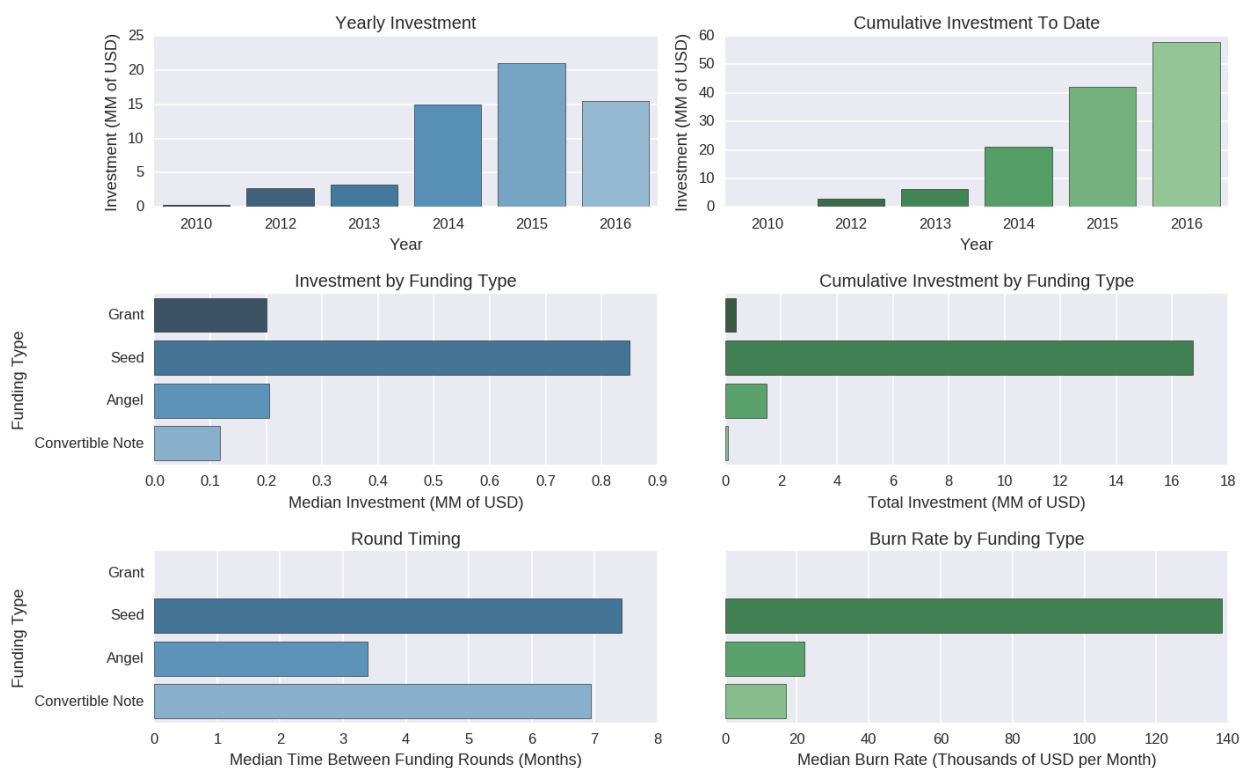 Yearly Investment
Investment (MM of USD)
25
20
15
10
5
0
2010 2012 2013 2014 2015 2016
Year
Cumulative Investment To Date
Investment (MM of USD)
60
50
40
30
20
10
0
2010 2012 2013 2014 2015 2016
Year
Investment by Funding Type
Funding Type
Grant
Seed
Angel
Convertible Note
0.0 0.1 0.2 0.3 0.4 0.5 0.6 0.7 0.8 0.9
Median Investment (MM of USD)
Cumulative Investment by Funding Type
0 2 4 6 8 10 12 14 16 18
Total Investment (MM of USD)
Round Timing
Funding Type
Grant
Seed
Angel
Convertible Note
0 1 2 3 4 5 6 7 8
Median Time Between Funding Rounds (Months)
Burn Rate by Funding Type
0 20 40 60 80 100 120 140
Median Burn Rate (Thousands of USD per Month)